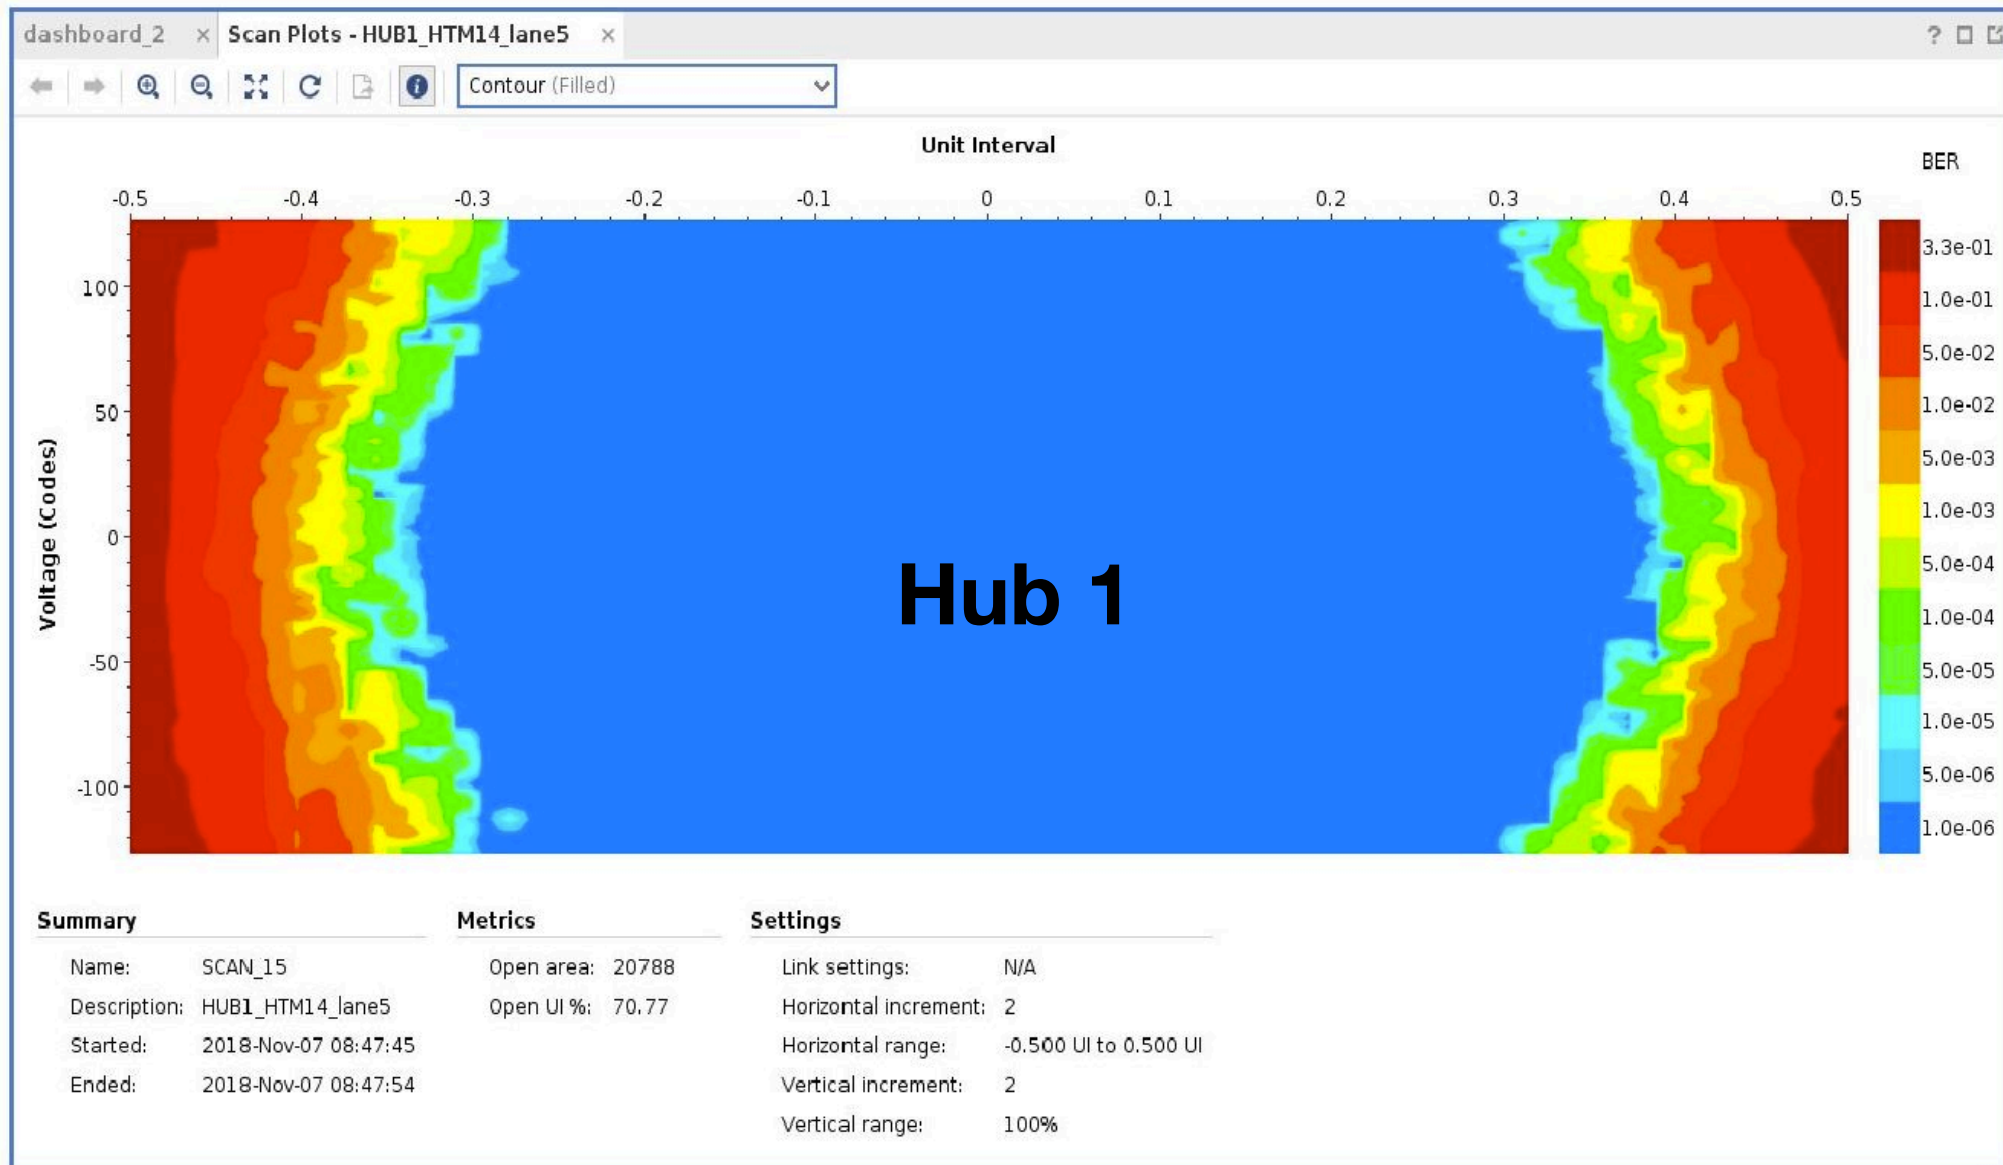 dashboard_2 × Scan Plots - HUB1_HTM14_lane5 × ?
Contour (Filled)
Unit Interval
BER
-0.5 -0.4 -0.3 -0.2 -0.1 0 0.1 0.2 0.3 0.4 0.5
3.3e-01
100
1.0e-01
5.0e-02
50
1.0e-02
5.0e-03
Voltage (Codes)
1.0e-03
0
5.0e-04
Hub 1
1.0e-04
-50
5.0e-05
1.0e-05
-100
5.0e-06
1.0e-06
Summary
Name: SCAN_15
Description: HUB1_HTM14_lane5
Started: 2018-Nov-07 08:47:45
Ended: 2018-Nov-07 08:47:54
Metrics
Open area: 20788
Open UI %: 70.77
Settings
Link settings: N/A
Horizontal increment: 2
Horizontal range: -0.500 UI to 0.500 UI
Vertical increment: 2
Vertical range: 100%